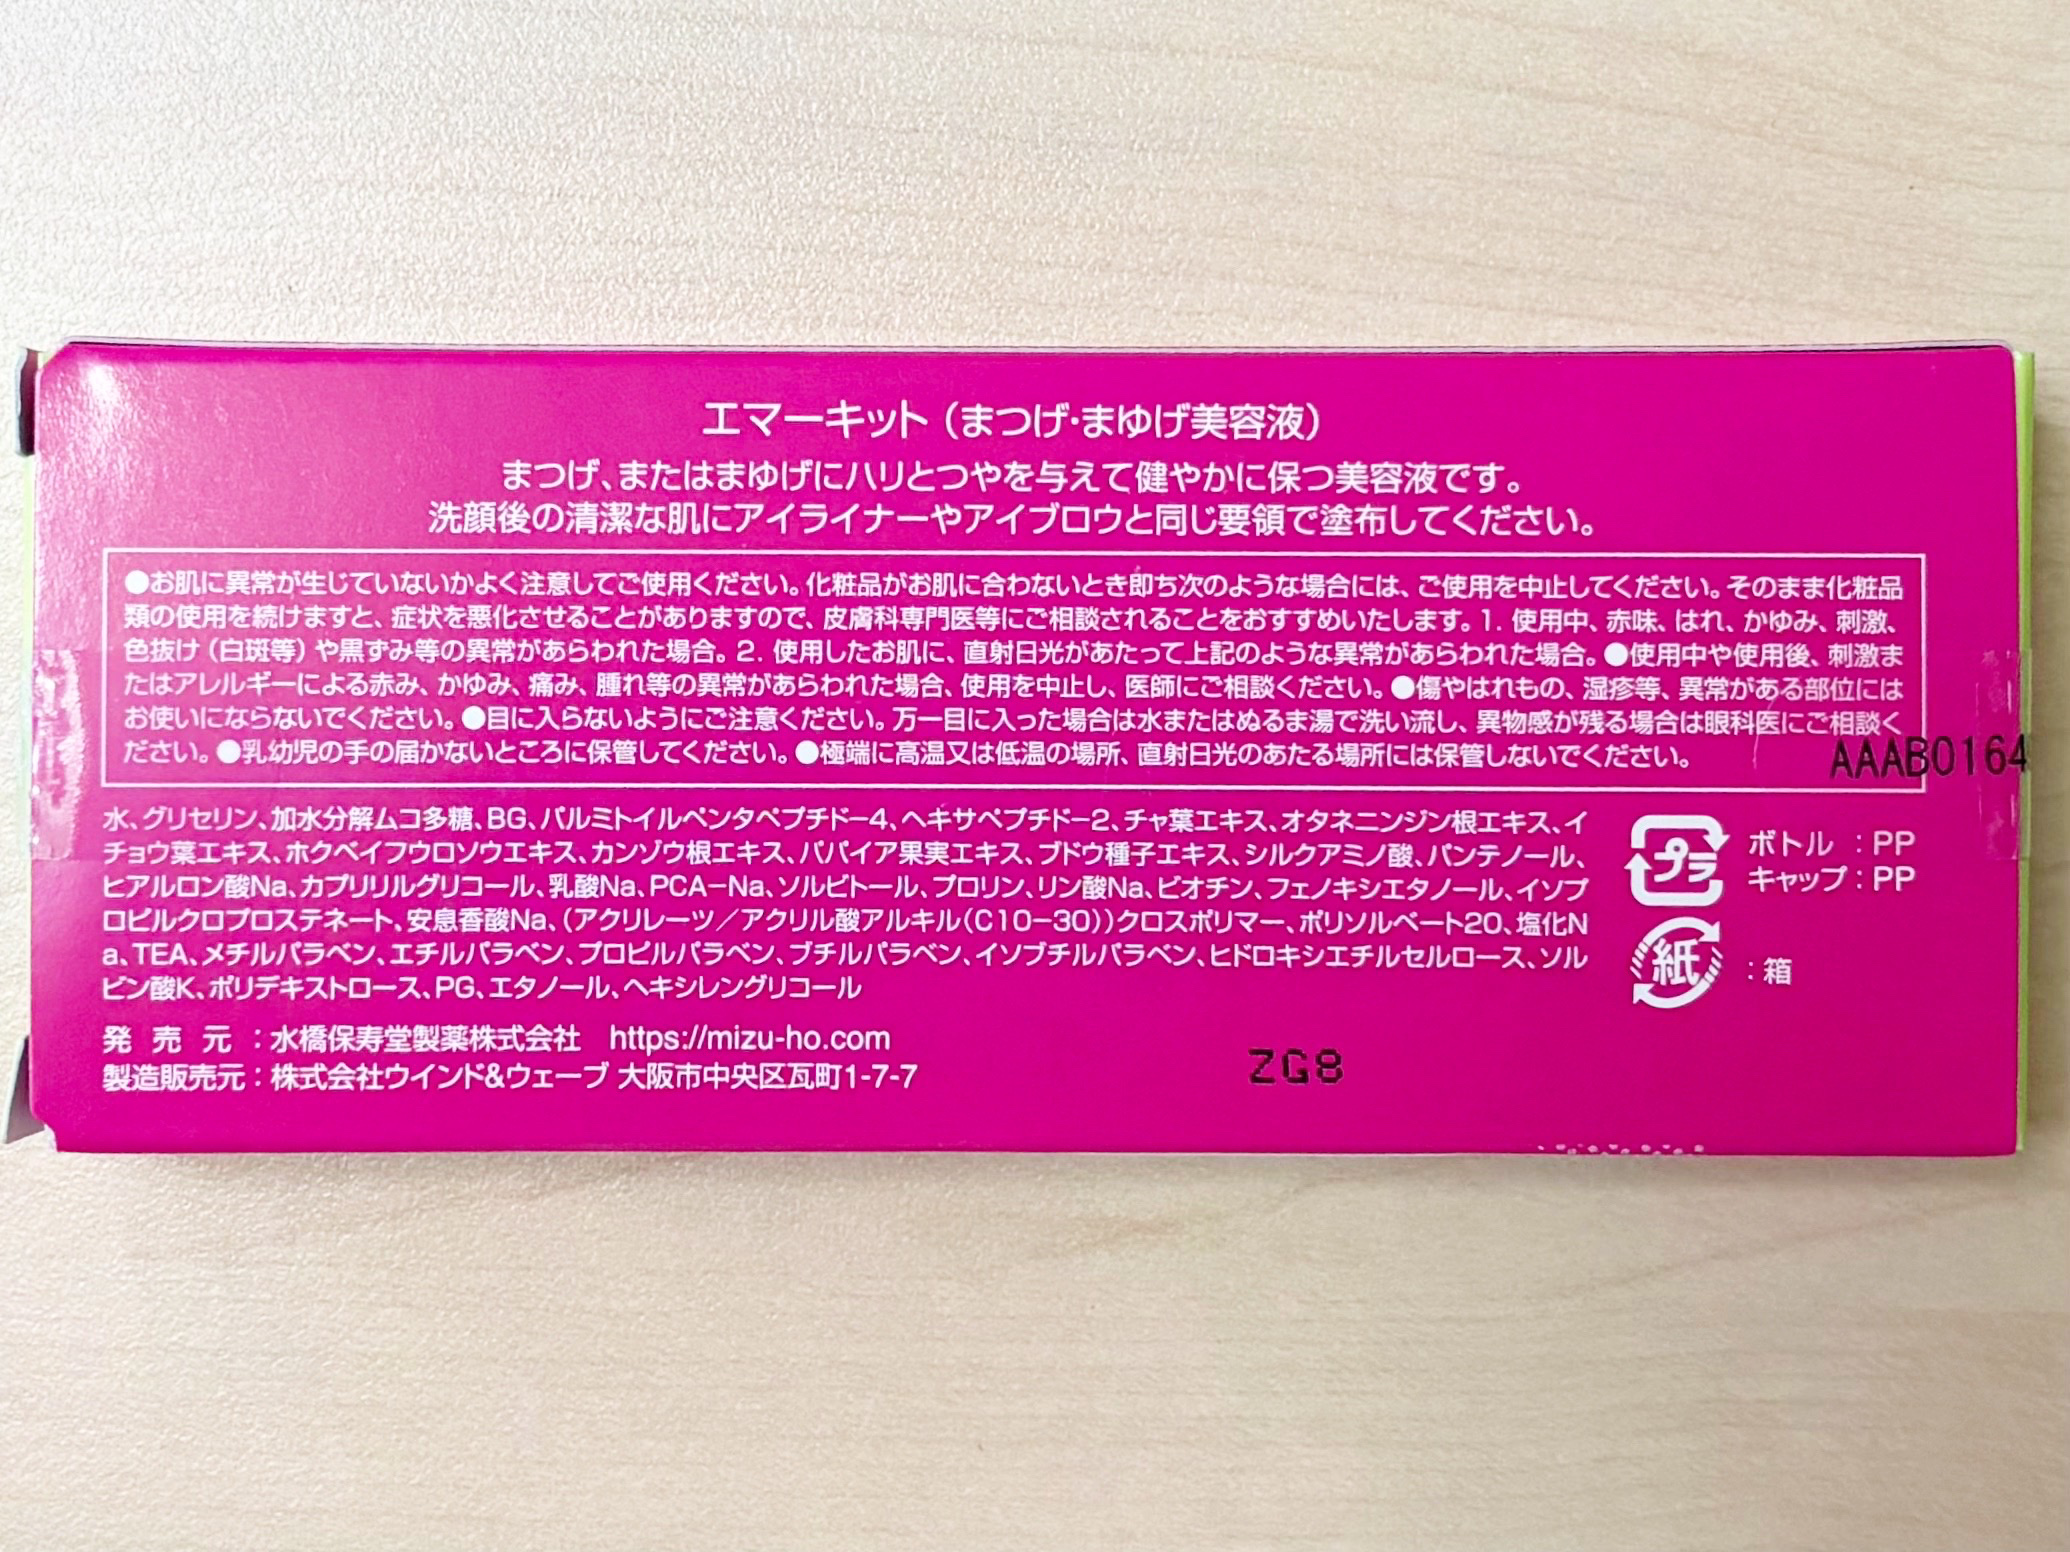 エマーキット（まつげ・まゆげ美容液）
まつげ、またはまゆげにハリとつやを与えて健やかに保つ美容液です。
洗顔後の清潔な肌にアイライナーやアイブロウと同じ要領で塗布してください。
●お肌に異常が生じていないかよく注意してご使用ください。化粧品がお肌に合わないとき即ち次のような場合には、ご使用を中止してください。そのまま化粧品
類の使用を続けますと、症状を悪化させることがありますので、皮膚科専門医等にご相談されることをおすすめいたします。1. 使用中、赤味、はれ、かゆみ、刺激、
色抜け（白斑等）や黒ずみ等の異常があらわれた場合。2. 使用したお肌に、直射日光があたって上記のような異常があらわれた場合。●使用中や使用後、刺激ま
たはアレルギーによる赤み、かゆみ、痛み、腫れ等の異常があらわれた場合、使用を中止し、医師にご相談ください。●傷やはれもの、湿疹等、異常がある部位には
お使いにならないでください。●目に入らないようにご注意ください。万一目に入った場合は水またはぬるま湯で洗い流し、異物感が残る場合は眼科医にご相談く
ださい。●乳幼児の手の届かないところに保管してください。●極端に高温又は低温の場所、直射日光のあたる場所には保管しないでください。
AAAB0164
水、グリセリン、加水分解ムコ多糖、BG、パルミトイルペンタペプチド−4、ヘキサペプチド−2、チャ葉エキス、オタネニンジン根エキス、イ
チョウ葉エキス、ホクベイフウロソウエキス、カンゾウ根エキス、パパイア果実エキス、ブドウ種子エキス、シルクアミノ酸、パンテノール、
ヒアルロン酸Na、カプリリルグリコール、乳酸Na、PCA−Na、ソルビトール、プロリン、リン酸Na、ビオチン、フェノキシエタノール、イソプ
ロピルクロプロステネート、安息香酸Na、（アクリレーツ／アクリル酸アルキル（C10−30））クロスポリマー、ポリソルベート20、塩化N
a、TEA、メチルパラベン、エチルパラベン、プロピルパラベン、ブチルパラベン、イソブチルパラベン、ヒドロキシエチルセルロース、ソル
ビン酸K、ポリデキストロース、PG、エタノール、ヘキシレングリコール
プラ
ボトル ：PP
キャップ：PP
紙
：箱
発 売 元 ：水橋保寿堂製薬株式会社　https://mizu-ho.com
製造販売元：株式会社ウインド&ウェーブ 大阪市中央区瓦町1-7-7
ZG8